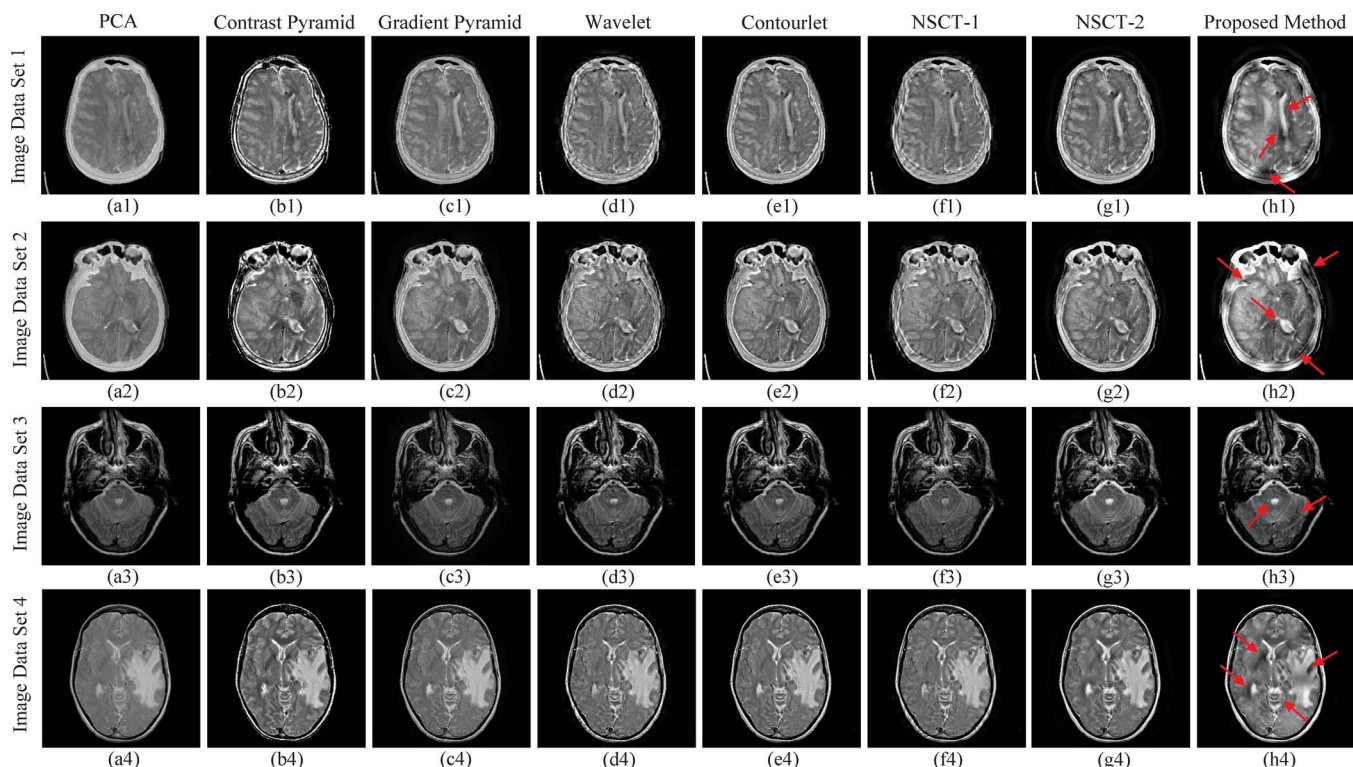 PCA Contrast Pyramid Gradient Pyramid Wavelet Contourlet NSCT-1 NSCT-2 Proposed Method
Image Data Set 1
(a1) (b1) (c1) (d1) (e1) (f1) (g1) (h1)
Image Data Set 2
(a2) (b2) (c2) (d2) (e2) (f2) (g2) (h2)
Image Data Set 3
(a3) (b3) (c3) (d3) (e3) (f3) (g3) (h3)
Image Data Set 4
(a4) (b4) (c4) (d4) (e4) (f4) (g4) (h4)